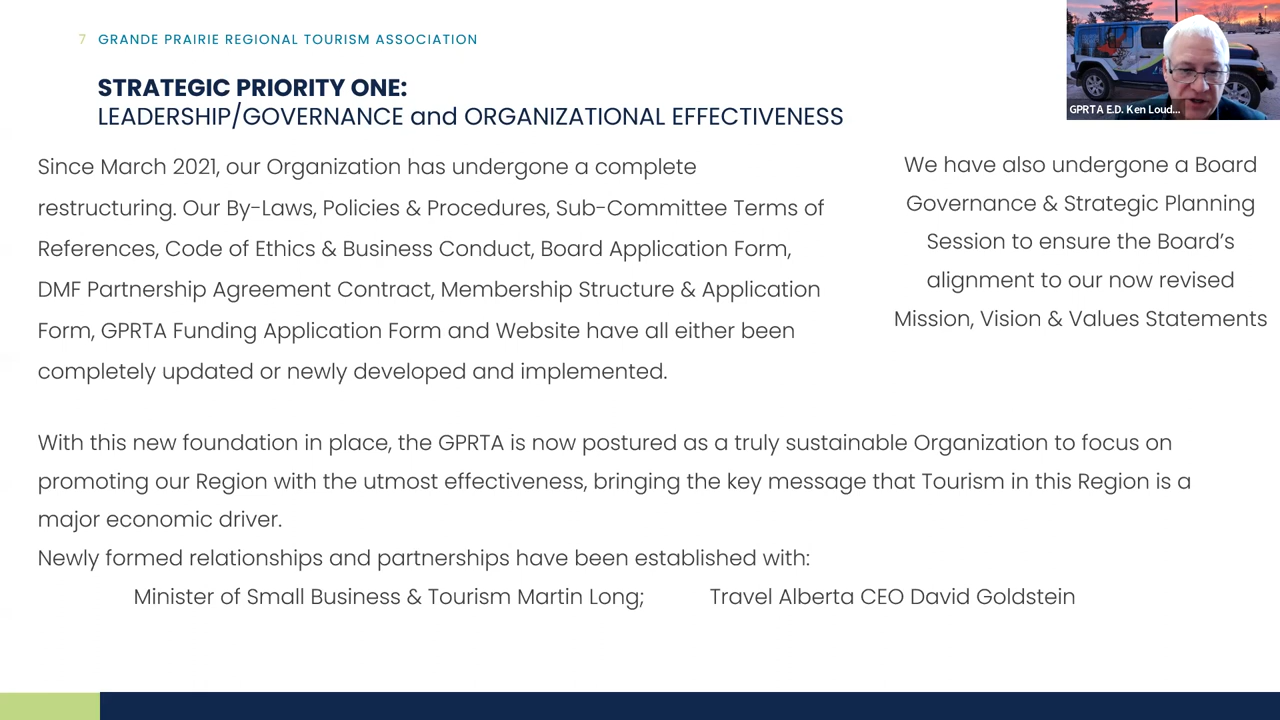 7 GRANDE PRAIRIE REGIONAL TOURISM ASSOCIATION
STRATEGIC PRIORITY ONE:
LEADERSHIP/GOVERNANCE and ORGANIZATIONAL EFFECTIVENESS
GPRTA E.D. Ken Loud...
Since March 2021, our Organization has undergone a complete
restructuring. Our By-Laws, Policies & Procedures, Sub-Committee Terms of
References, Code of Ethics & Business Conduct, Board Application Form,
DMF Partnership Agreement Contract, Membership Structure & Application
Form, GPRTA Funding Application Form and Website have all either been
completely updated or newly developed and implemented.
We have also undergone a Board
Governance & Strategic Planning
Session to ensure the Board's
alignment to our now revised
Mission, Vision & Values Statements
With this new foundation in place, the GPRTA is now postured as a truly sustainable Organization to focus on
promoting our Region with the utmost effectiveness, bringing the key message that Tourism in this Region is a
major economic driver.
Newly formed relationships and partnerships have been established with:
Minister of Small Business & Tourism Martin Long; Travel Alberta CEO David Goldstein